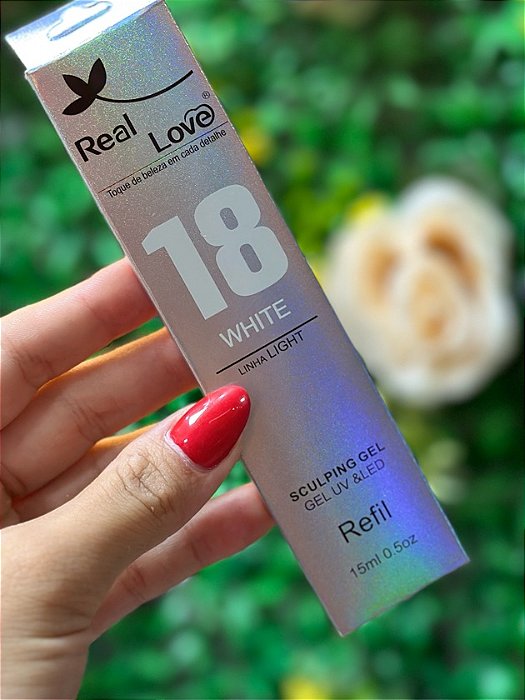 Real Love®
Toque de beleza em cada detalhe
18
WHITE
LINHA LIGHT
SCULPING GEL
GEL UV &LED
Refil
15ml 0.5oz